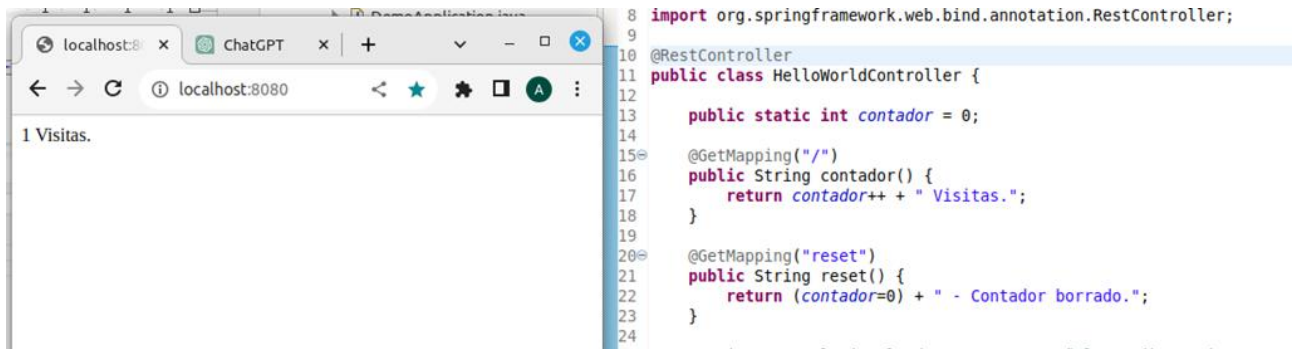 DemoApplication.java
localhost:8
ChatGPT
localhost:8080
A
1 Visitas.
8 import org.springframework.web.bind.annotation.RestController;
9
10 @RestController
11 public class HelloWorldController {
12
13 public static int contador = 0;
14
15 @GetMapping("/")
16 public String contador() {
17 return contador++ + " Visitas.";
18 }
19
20 @GetMapping("reset")
21 public String reset() {
22 return (contador=0) + " - Contador borrado.";
23 }
24